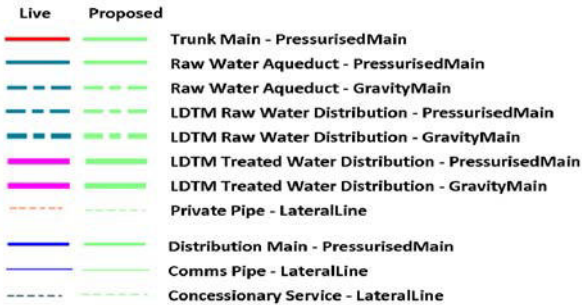 Live Proposed
Trunk Main - PressurisedMain
Raw Water Aqueduct - PressurisedMain
Raw Water Aqueduct - GravityMain
LDTM Raw Water Distribution - PressurisedMain
LDTM Raw Water Distribution - GravityMain
LDTM Treated Water Distribution - PressurisedMain
LDTM Treated Water Distribution - GravityMain
Private Pipe - LateralLine
Distribution Main - PressurisedMain
Comms Pipe - LateralLine
Concessionary Service - LateralLine